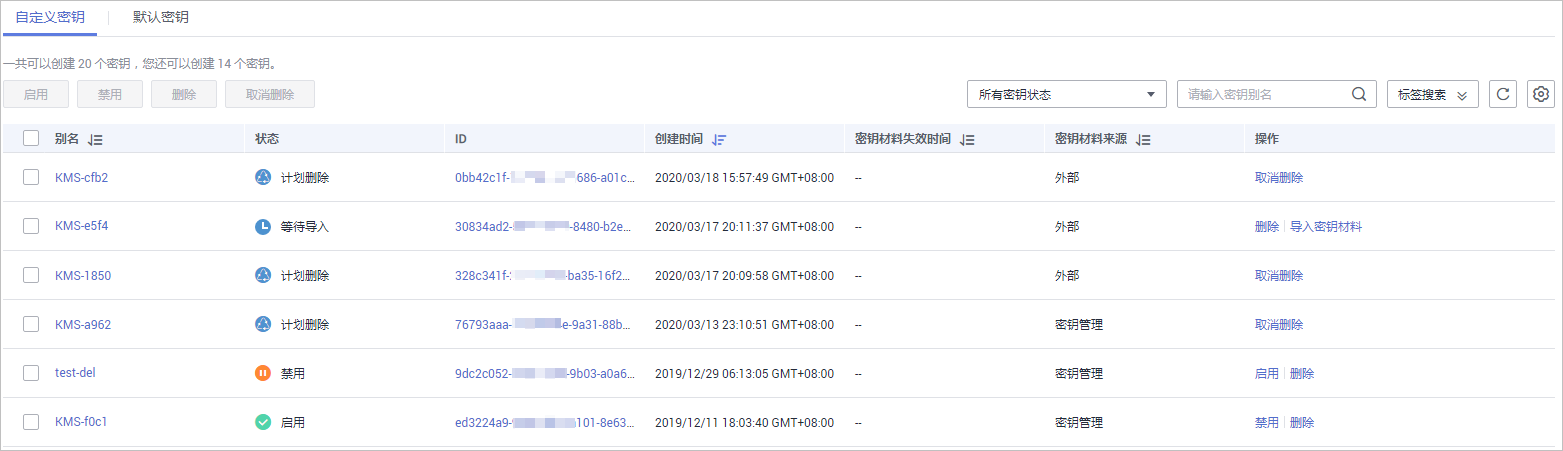 自定义密钥 默认密钥
一共可以创建 20 个密钥，您还可以创建 14 个密钥。
启用 禁用 删除 取消删除 所有密钥状态 请输入密钥别名 标签搜索
别名 状态 ID 创建时间 密钥材料失效时间 密钥材料来源 操作
KMS-cfb2 计划删除 0bb42c1f- 686-a01c... 2020/03/18 15:57:49 GMT+08:00 -- 外部 取消删除
KMS-e5f4 等待导入 30834ad2- -8480-b2e... 2020/03/17 20:11:37 GMT+08:00 -- 外部 删除 导入密钥材料
KMS-1850 计划删除 328c341f- -ba35-16f2... 2020/03/17 20:09:58 GMT+08:00 -- 外部 取消删除
KMS-a962 计划删除 76793aaa- e-9a31-88b... 2020/03/13 23:10:51 GMT+08:00 -- 密钥管理 取消删除
test-del 禁用 9dc2c052- -9b03-a0a6... 2019/12/29 06:13:05 GMT+08:00 -- 密钥管理 启用 删除
KMS-f0c1 启用 ed3224a9- 101-8e63... 2019/12/11 18:03:40 GMT+08:00 -- 密钥管理 禁用 删除